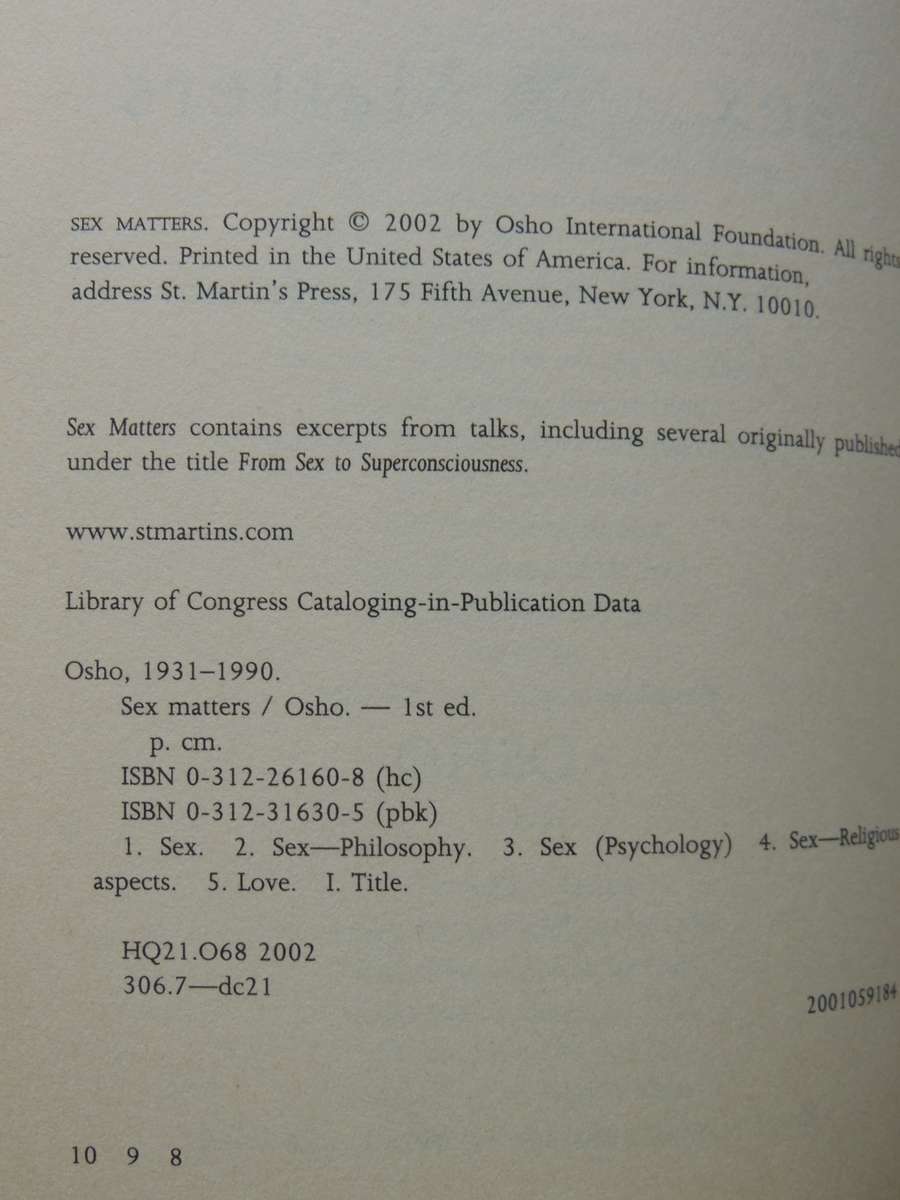 SEX MATTERS. Copyright © 2002 by Osho International Foundation. All rights
reserved. Printed in the United States of America. For information,
address St. Martin's Press, 175 Fifth Avenue, New York, N.Y. 10010.
Sex Matters contains excerpts from talks, including several originally published
under the title From Sex to Superconsciousness.
www.stmartins.com
Library of Congress Cataloging-in-Publication Data
Osho, 1931–1990.
Sex matters / Osho. — 1st ed.
p. cm.
ISBN 0-312-26160-8 (hc)
ISBN 0-312-31630-5 (pbk)
1. Sex. 2. Sex—Philosophy. 3. Sex (Psychology) 4. Sex—Religious
aspects. 5. Love. I. Title.
HQ21.O68 2002
306.7—dc21
2001059184
10 9 8